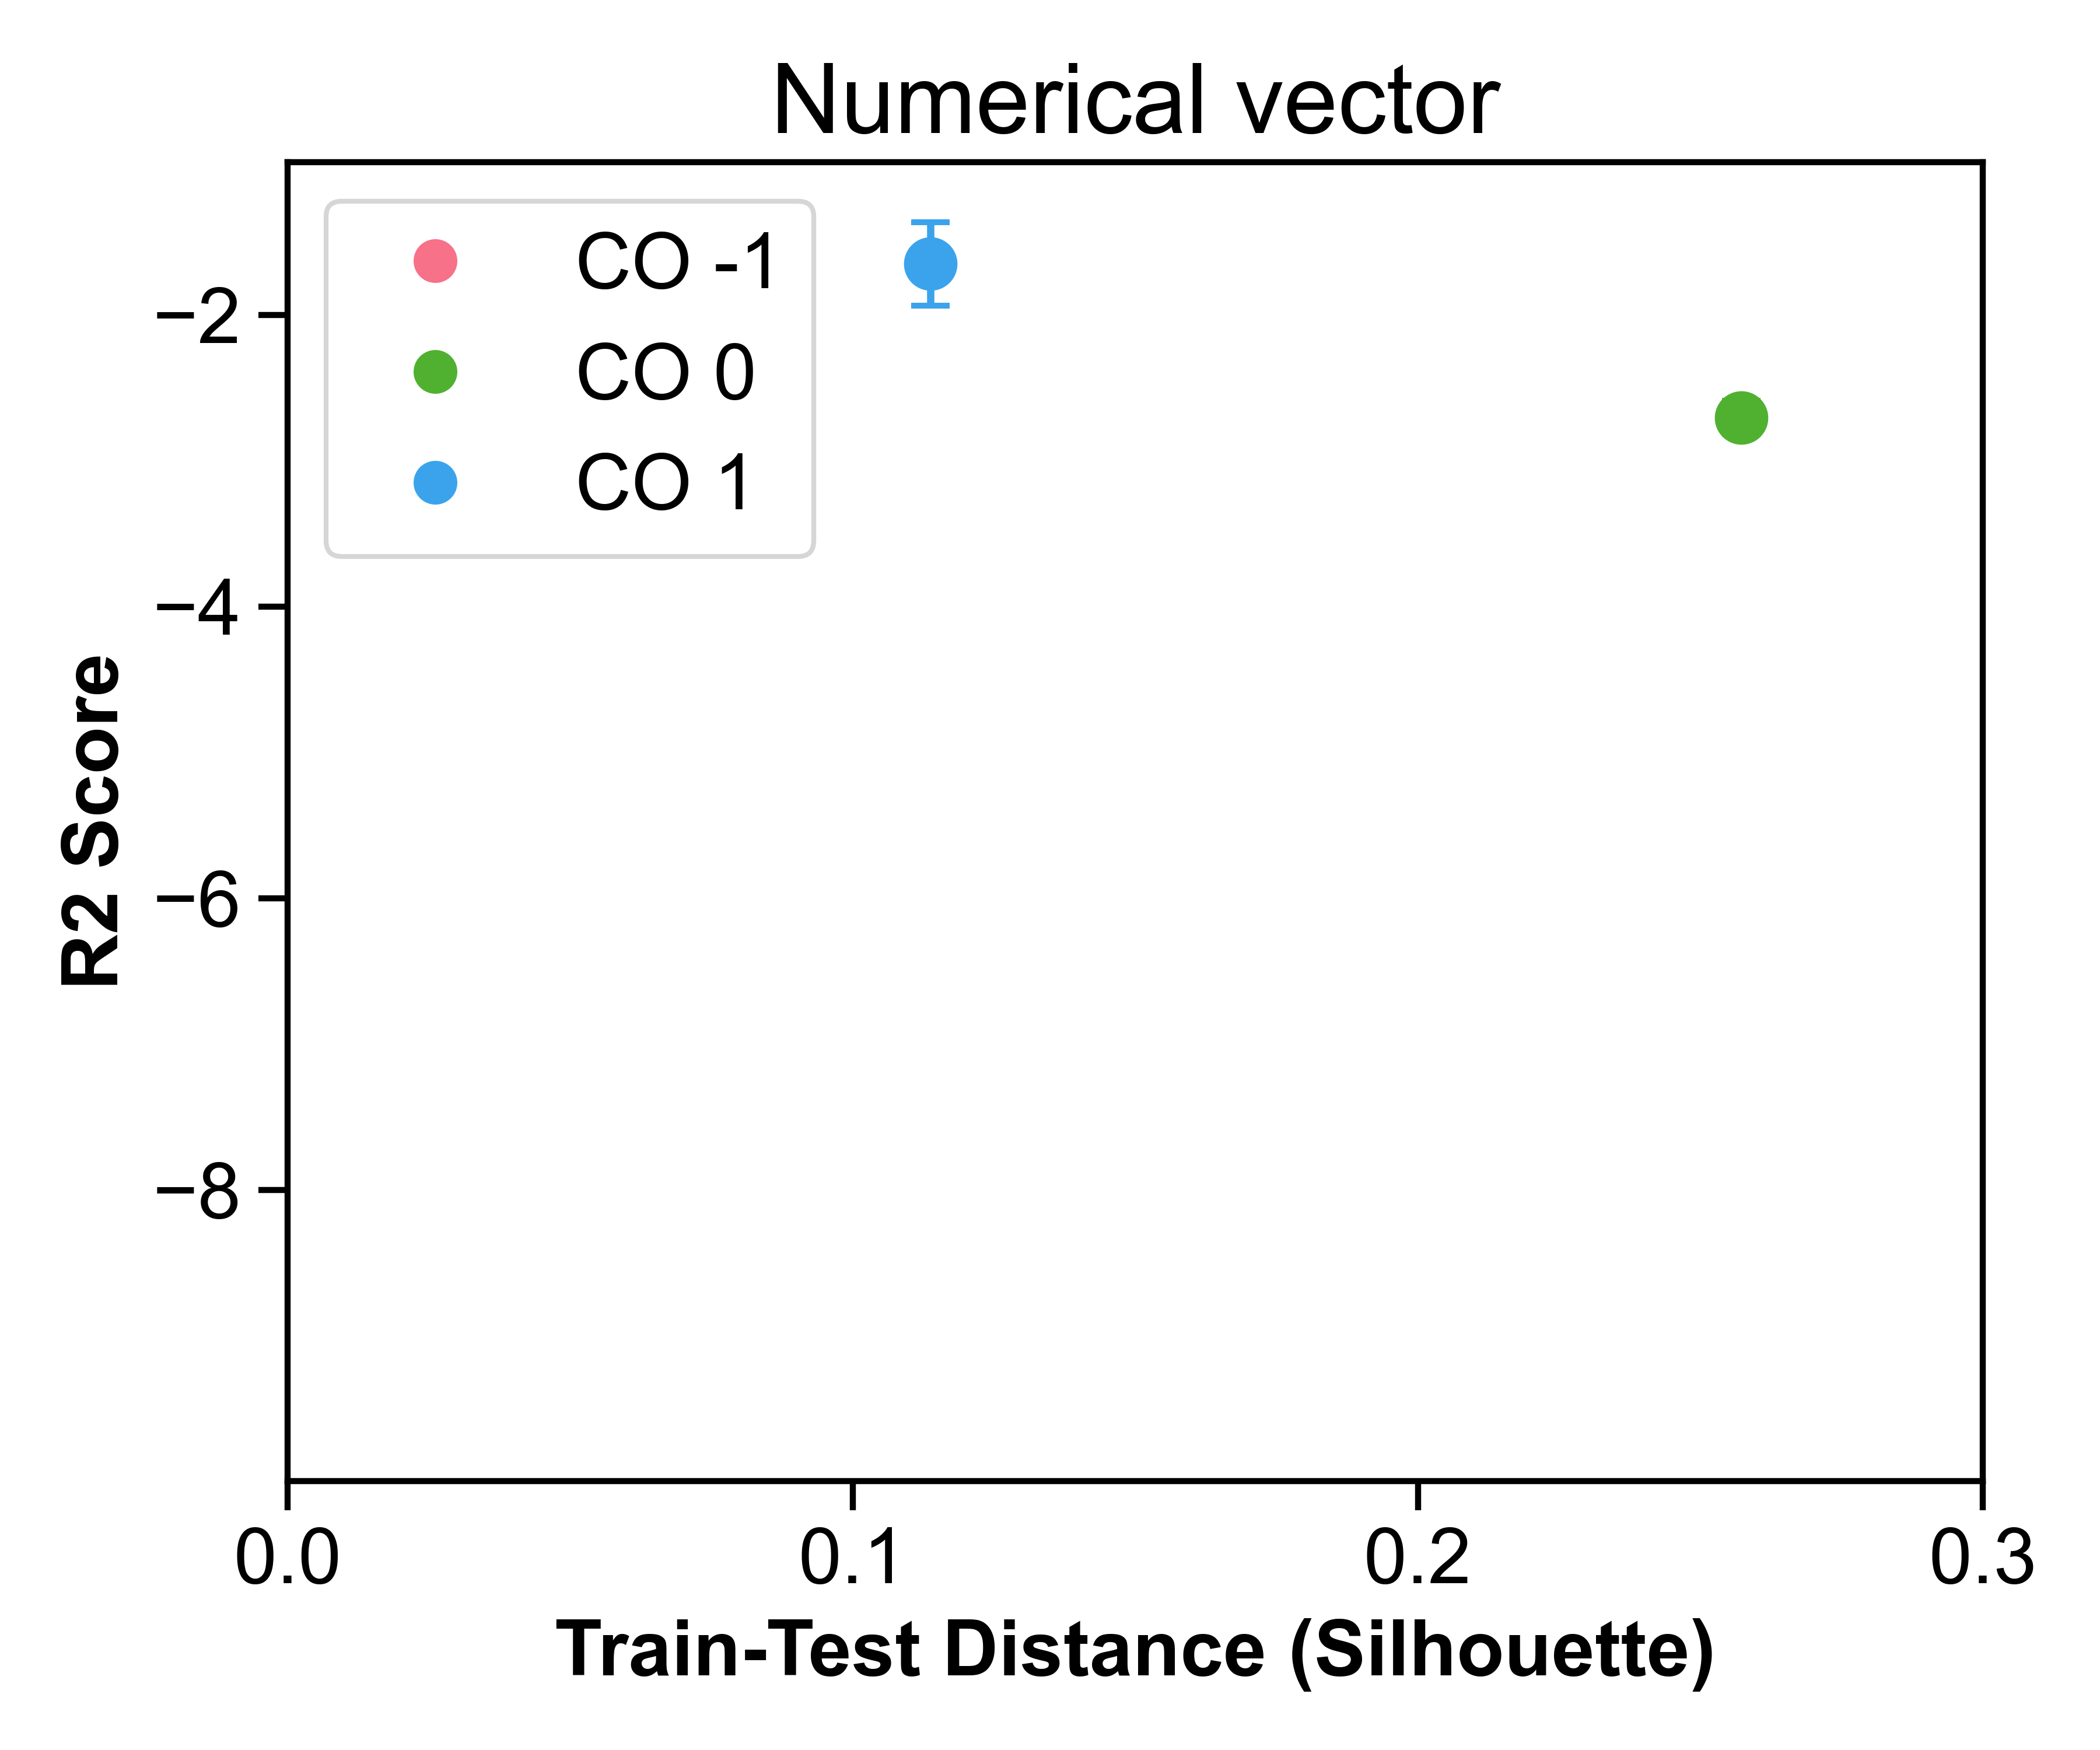 Numerical vector
CO -1
CO 0
CO 1
−2
−4
−6
−8
R2 Score
0.0 0.1 0.2 0.3
Train-Test Distance (Silhouette)